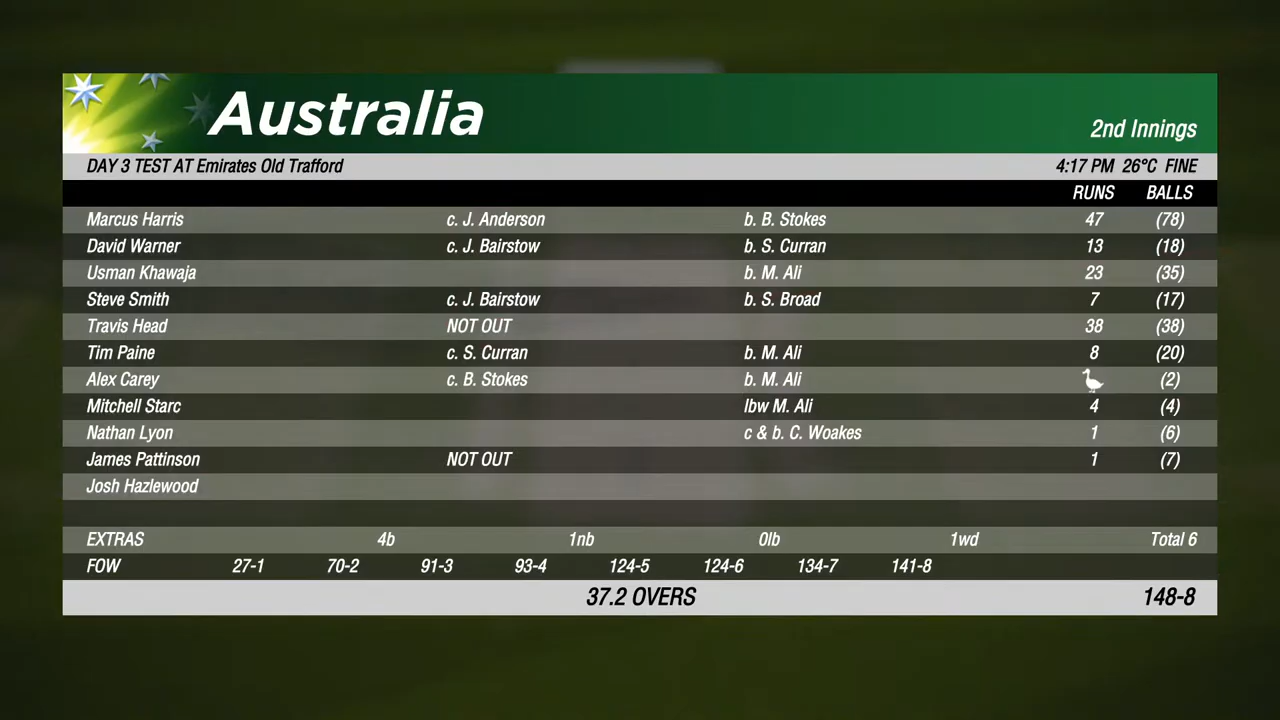 Australia
2nd Innings
DAY 3 TEST AT Emirates Old Trafford 4:17 PM 26°C FINE
RUNS BALLS
Marcus Harris c. J. Anderson b. B. Stokes 47 (78)
David Warner c. J. Bairstow b. S. Curran 13 (18)
Usman Khawaja b. M. Ali 23 (35)
Steve Smith c. J. Bairstow b. S. Broad 7 (17)
Travis Head NOT OUT 38 (38)
Tim Paine c. S. Curran b. M. Ali 8 (20)
Alex Carey c. B. Stokes b. M. Ali (2)
Mitchell Starc lbw M. Ali 4 (4)
Nathan Lyon c & b. C. Woakes 1 (6)
James Pattinson NOT OUT 1 (7)
Josh Hazlewood
EXTRAS 4b 1nb 0lb 1wd Total 6
FOW 27-1 70-2 91-3 93-4 124-5 124-6 134-7 141-8
37.2 OVERS 148-8